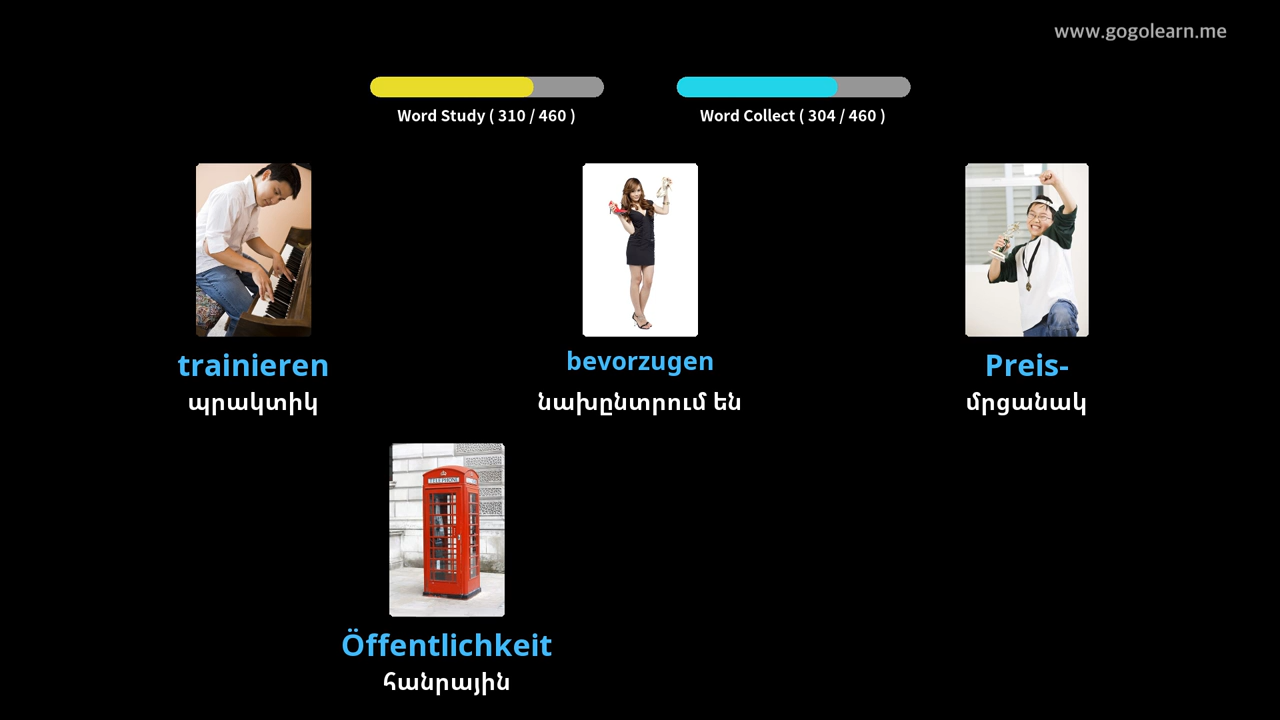 www.gogolearn.me
Word Study ( 310 / 460 )
Word Collect ( 304 / 460 )
trainieren
պրակտիկ
bevorzugen
նախընտրում են
Preis-
մրցանակ
TELEPHONE
Öffentlichkeit
հանրային